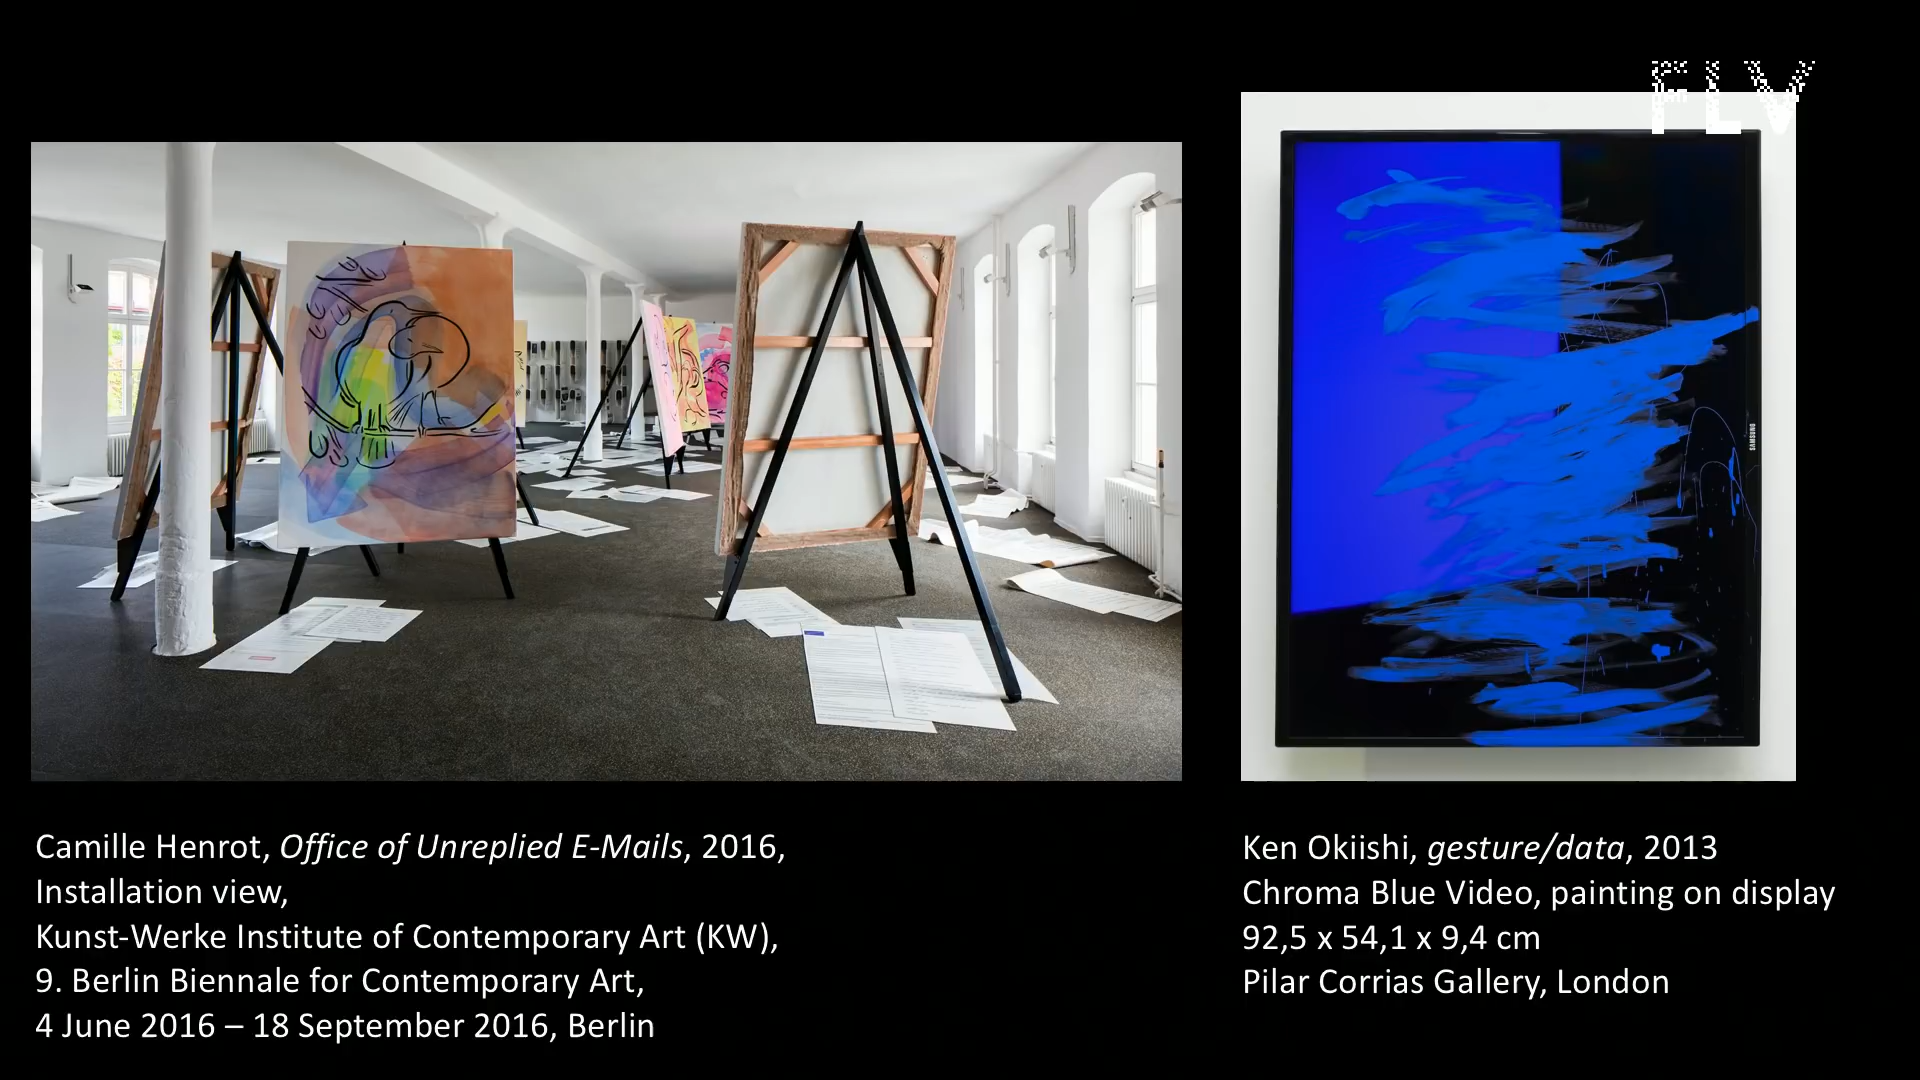 FLV
SAMSUNG
Camille Henrot, Office of Unreplied E-Mails, 2016,
Installation view,
Kunst-Werke Institute of Contemporary Art (KW),
9. Berlin Biennale for Contemporary Art,
4 June 2016 – 18 September 2016, Berlin
Ken Okiishi, gesture/data, 2013
Chroma Blue Video, painting on display
92,5 x 54,1 x 9,4 cm
Pilar Corrias Gallery, London